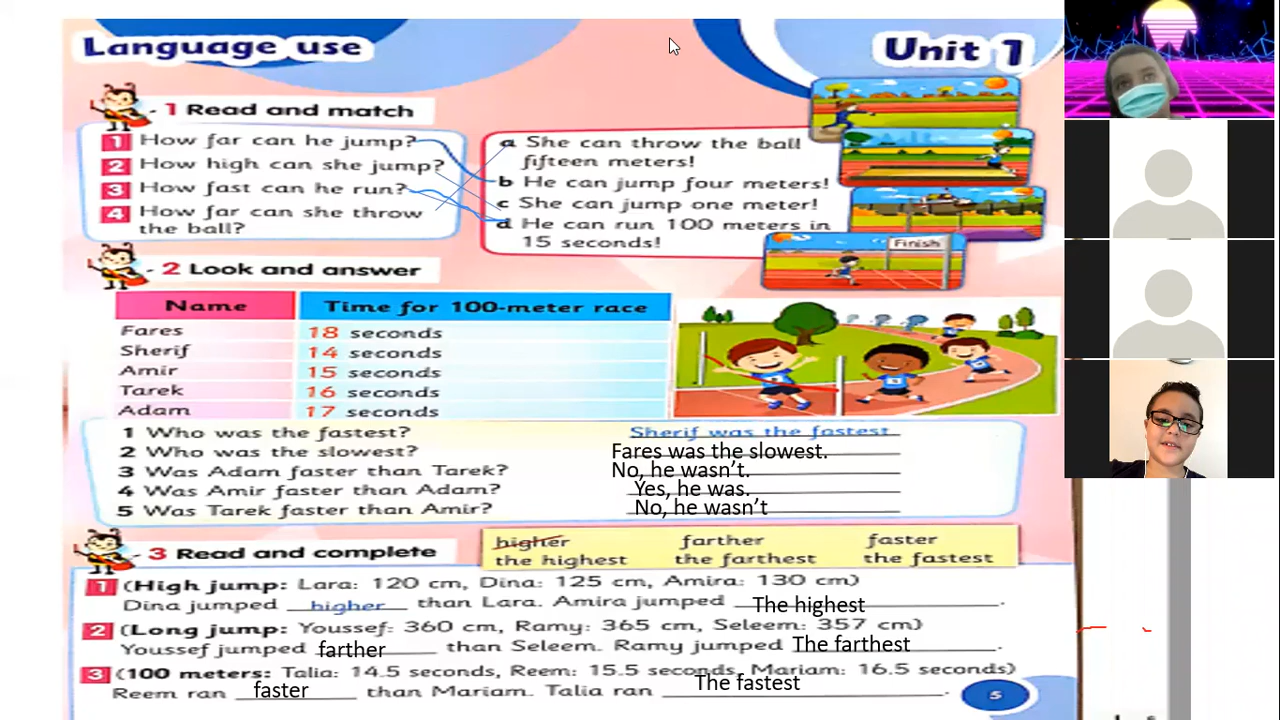 Language use
Unit 1
1 Read and match
1 How far can he jump?
2 How high can she jump?
3 How fast can he run?
4 How far can she throw
the ball?
a She can throw the ball
fifteen meters!
b He can jump four meters!
c She can jump one meter!
d He can run 100 meters in
15 seconds!
Finish
2 Look and answer
Name Time for 100-meter race
Fares 18 seconds
Sherif 14 seconds
Amir 15 seconds
Tarek 16 seconds
Adam 17 seconds
1 Who was the fastest? Sherif was the fastest
2 Who was the slowest? Fares was the slowest.
3 Was Adam faster than Tarek? No, he wasn't.
4 Was Amir faster than Adam? Yes, he was.
5 Was Tarek faster than Amir? No, he wasn't
3 Read and complete
higher farther faster
the highest the farthest the fastest
1 (High jump: Lara: 120 cm, Dina: 125 cm, Amira: 130 cm)
Dina jumped higher than Lara. Amira jumped The highest.
2 (Long jump: Youssef: 360 cm, Ramy: 365 cm, Seleem: 357 cm)
Youssef jumped farther than Seleem. Ramy jumped The farthest.
3 (100 meters: Talia: 14.5 seconds, Reem: 15.5 seconds, Mariam: 16.5 seconds)
Reem ran faster than Mariam. Talia ran The fastest.
5